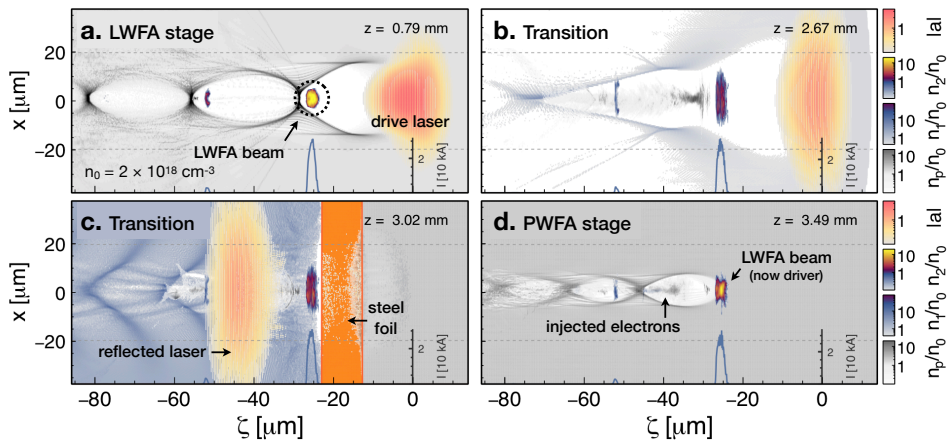 a. LWFA stage
z = 0.79 mm
LWFA beam
drive laser
n₀ = 2 × 10¹⁸ cm⁻³
2
I [10 kA]
20
0
−20
x [µm]
b. Transition
z = 2.67 mm
2
I [10 kA]
1
|a|
10
1
n₂/n₀
10
1
n₁/n₀
10
1
nₚ/n₀
c. Transition
z = 3.02 mm
steel
foil
reflected laser
2
I [10 kA]
20
0
−20
x [µm]
−80
−60
−40
−20
0
ζ [µm]
d. PWFA stage
z = 3.49 mm
LWFA beam
(now driver)
injected electrons
2
I [10 kA]
−80
−60
−40
−20
0
ζ [µm]
1
|a|
10
1
n₂/n₀
10
1
n₁/n₀
10
1
nₚ/n₀